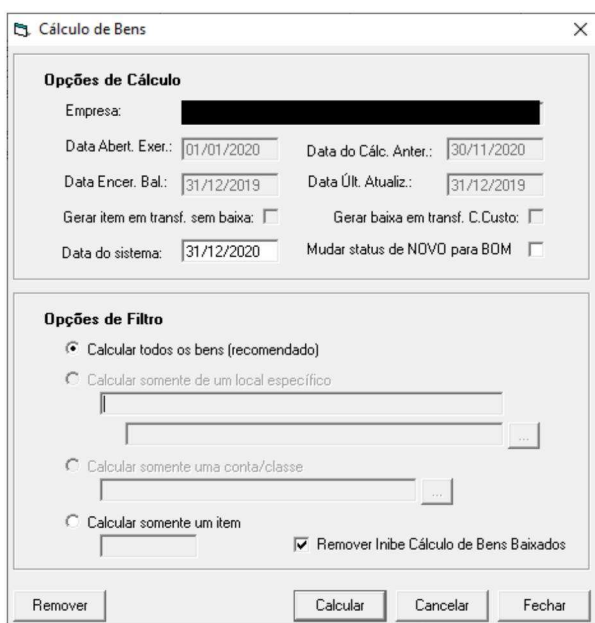 Cálculo de Bens
Opções de Cálculo
Empresa:
Data Abert. Exer.: 01/01/2020 Data do Cálc. Anter.: 30/11/2020
Data Encer. Bal.: 31/12/2019 Data Últ. Atualiz.: 31/12/2019
Gerar item em transf. sem baixa: Gerar baixa em transf. C.Custo:
Data do sistema: 31/12/2020 Mudar status de NOVO para BOM
Opções de Filtro
Calcular todos os bens (recomendado)
Calcular somente de um local específico
...
Calcular somente uma conta/classe
...
Calcular somente um item
Remover Inibe Cálculo de Bens Baixados
Remover Calcular Cancelar Fechar